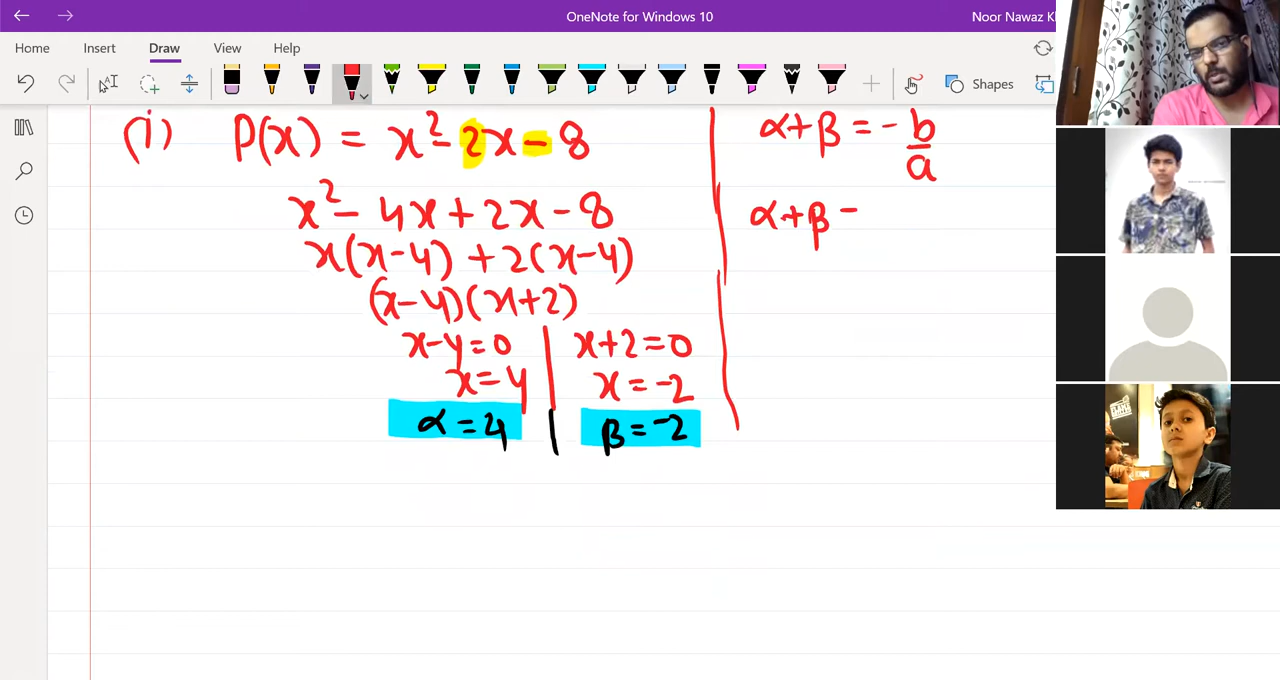 OneNote for Windows 10
Noor Nawaz Kh
Home Insert Draw View Help
Shapes
(i) P(x) = x² - 2x - 8
x² - 4x + 2x - 8
x(x-4) + 2(x-4)
(x-4)(x+2)
x-4=0 | x+2=0
x=4 | x=-2
α=4 | β=-2
α+β = -b/a
α+β =